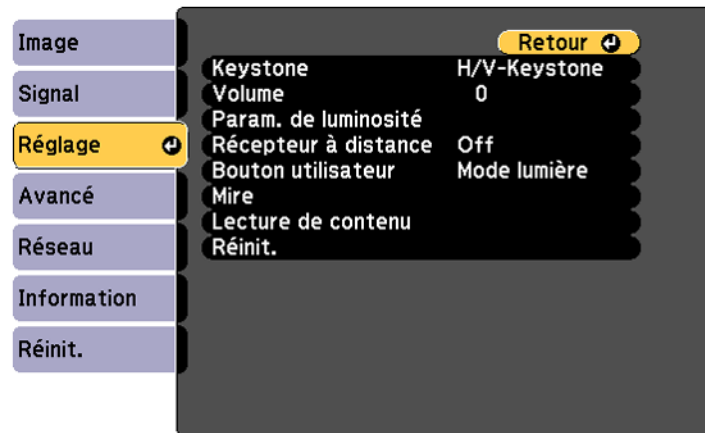 Image
Signal
Réglage
Avancé
Réseau
Information
Réinit.
Retour
Keystone H/V-Keystone
Volume 0
Param. de luminosité
Récepteur à distance Off
Bouton utilisateur Mode lumière
Mire
Lecture de contenu
Réinit.